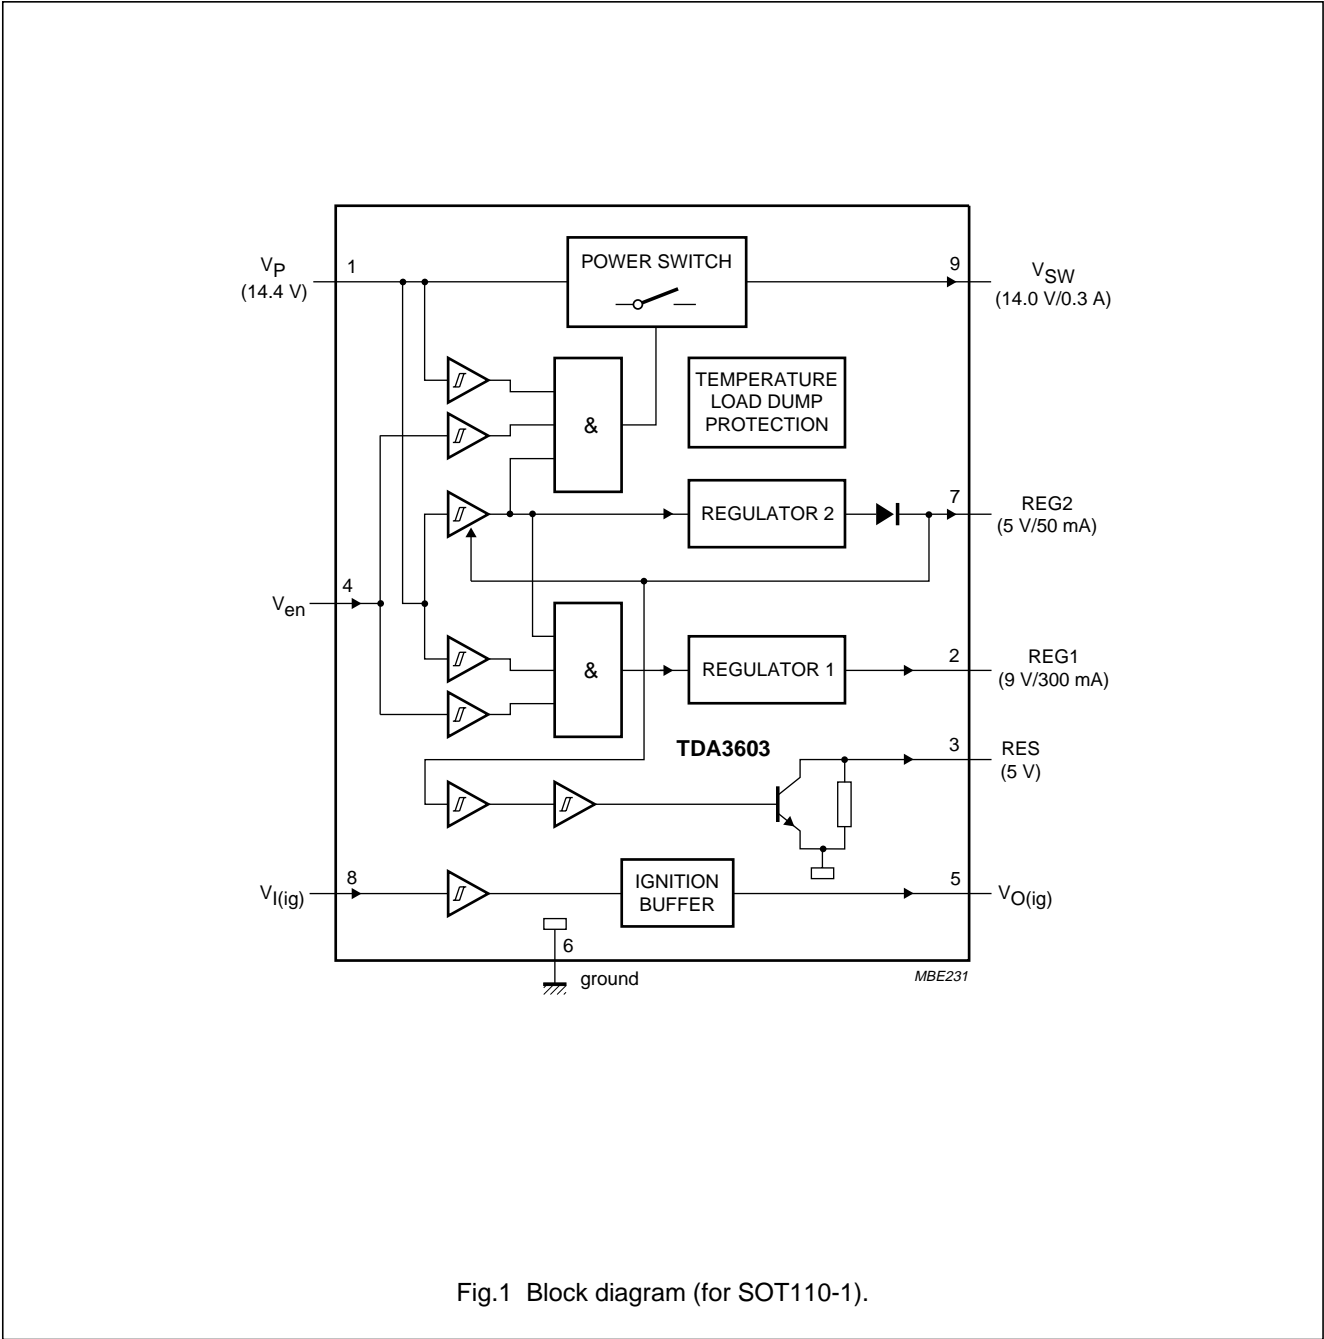 POWER SWITCH
VP
(14.4 V)
1
9
VSW
(14.0 V/0.3 A)
TEMPERATURE
LOAD DUMP
PROTECTION
&
REGULATOR 2
7
REG2
(5 V/50 mA)
Ven
4
&
REGULATOR 1
2
REG1
(9 V/300 mA)
TDA3603
3
RES
(5 V)
VI(ig)
8
IGNITION
BUFFER
5
VO(ig)
6
ground
MBE231
Fig.1 Block diagram (for SOT110-1).